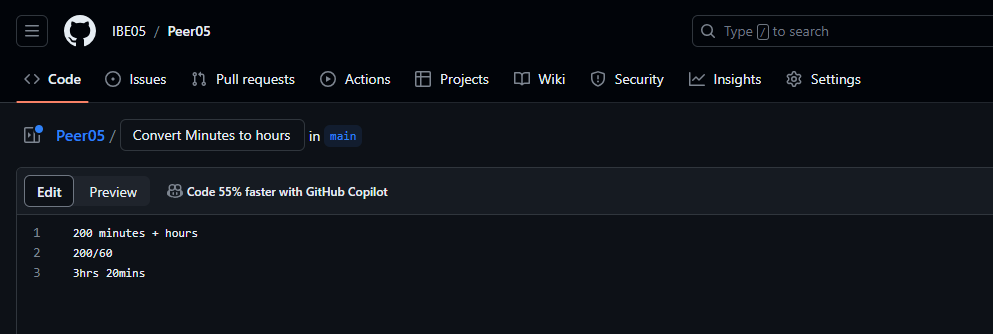 IBE05 / Peer05
Type / to search
Code Issues Pull requests Actions Projects Wiki Security Insights Settings
Peer05 / Convert Minutes to hours in main
Edit Preview Code 55% faster with GitHub Copilot
1 200 minutes + hours
2 200/60
3 3hrs 20mins